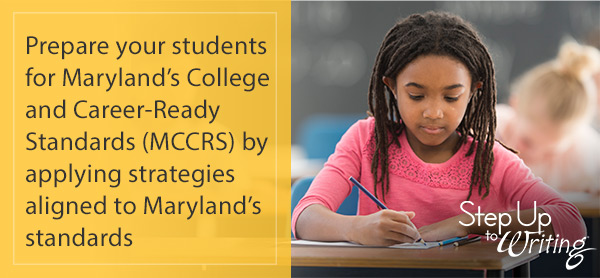 Prepare your students
for Maryland’s College
and Career-Ready
Standards (MCCRS) by
applying strategies
aligned to Maryland’s
standards
Step Up
to Writing